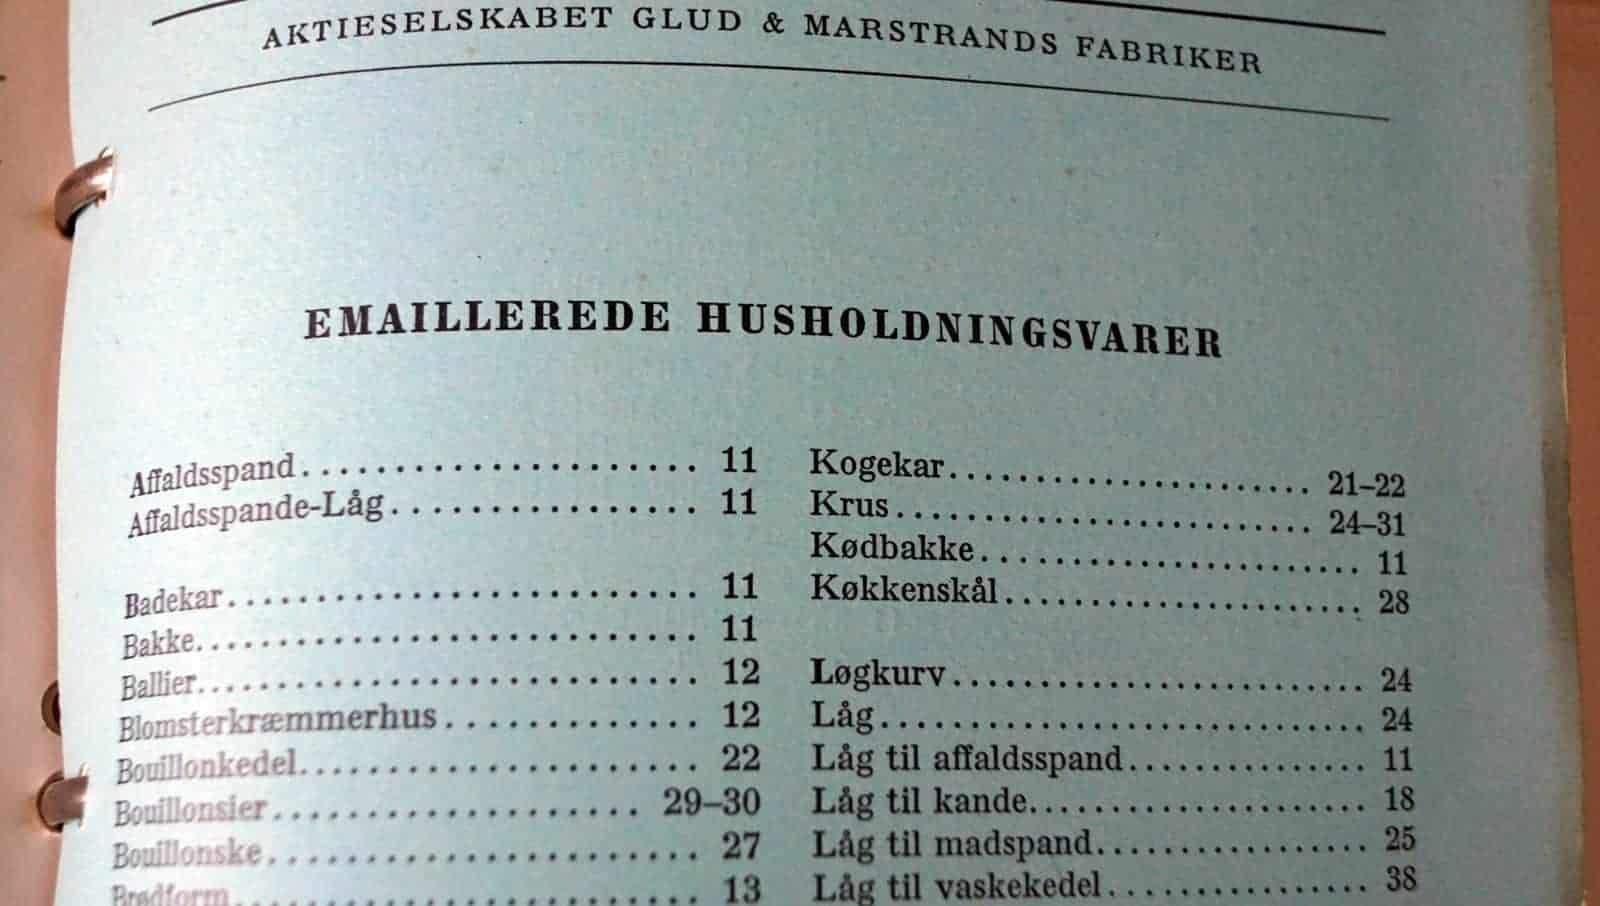 AKTIESELSKABET GLUD & MARSTRANDS FABRIKER
EMAILLEREDE HUSHOLDNINGSVARER
Affaldsspand 11
Affaldsspande-Låg 11
Badekar 11
Bakke 11
Ballier 12
Blomsterkræmmerhus 12
Bouillonkedel 22
Bouillonsier 29–30
Bouillonske 27
Brødform 13
Kogekar 21–22
Krus 24–31
Kødbakke 11
Køkkenskål 28
Løgkurv 24
Låg 24
Låg til affaldsspand 11
Låg til kande 18
Låg til madspand 25
Låg til vaskekedel 38